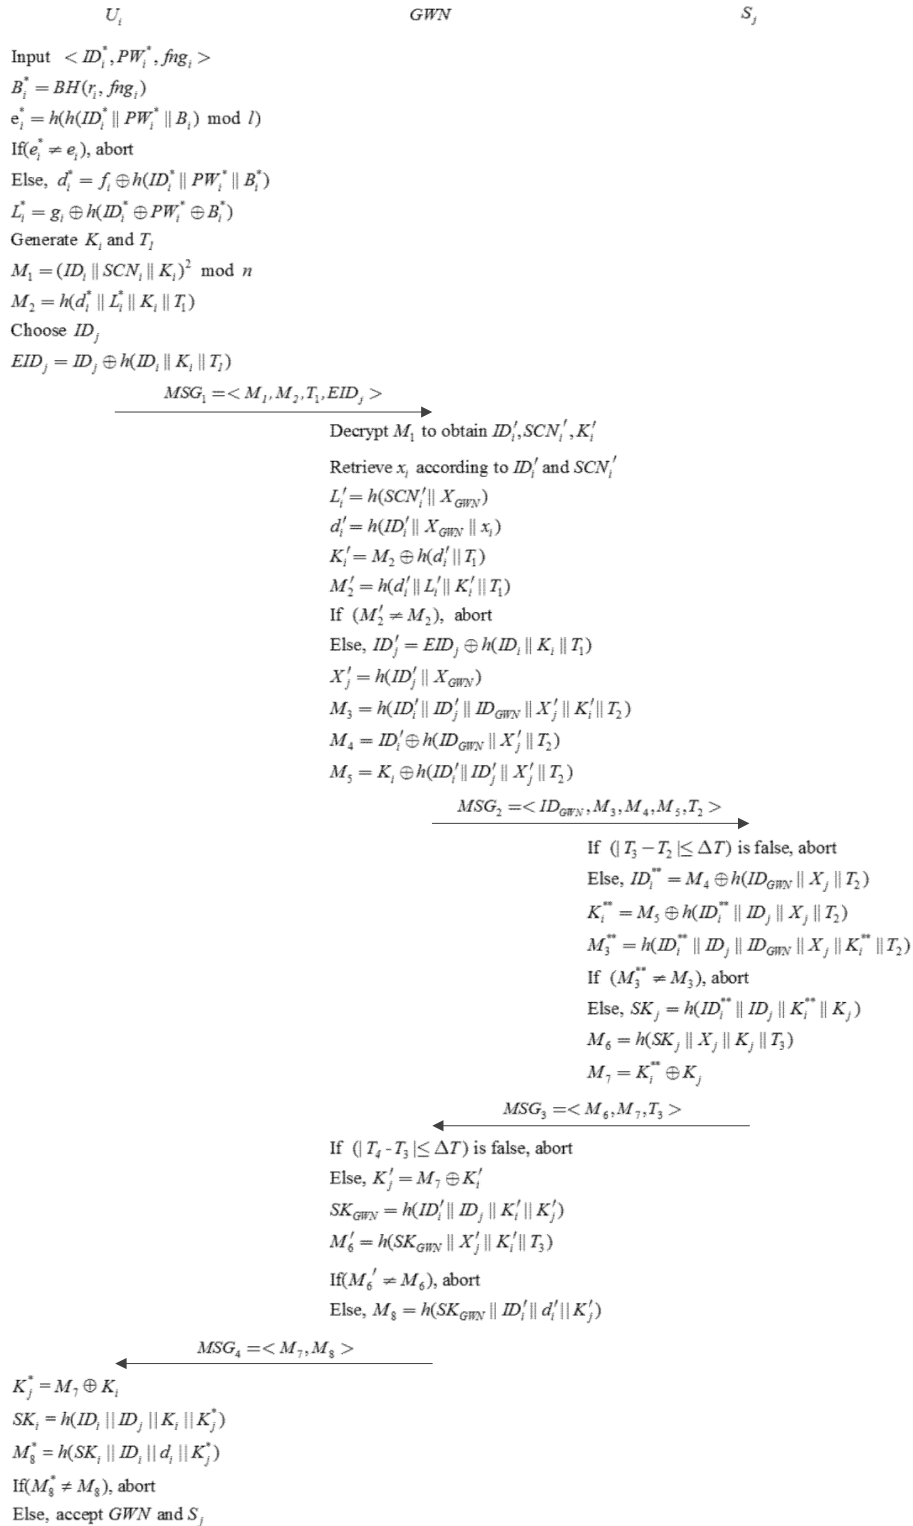 U_i GWN S_j
Input < ID_i^*, PW_i^*, fng_i >
B_i^* = BH(r_i, fng_i)
e_i^* = h(h(ID_i^* || PW_i^* || B_i) mod l)
If(e_i^* ≠ e_i), abort
Else, d_i^* = f_i ⊕ h(ID_i^* || PW_i^* || B_i^*)
L_i^* = g_i ⊕ h(ID_i^* ⊕ PW_i^* ⊕ B_i^*)
Generate K_i and T_1
M_1 = (ID_i || SCN_i || K_i)^2 mod n
M_2 = h(d_i^* || L_i^* || K_i || T_1)
Choose ID_j
EID_j = ID_j ⊕ h(ID_i || K_i || T_1)
MSG_1 =< M_1, M_2, T_1, EID_j >
Decrypt M_1 to obtain ID_i′, SCN_i′, K_i′
Retrieve x_i according to ID_i′ and SCN_i′
L_i′ = h(SCN_i′ || X_GWN)
d_i′ = h(ID_i′ || X_GWN || x_i)
K_i′ = M_2 ⊕ h(d_i′ || T_1)
M_2′ = h(d_i′ || L_i′ || K_i′ || T_1)
If (M_2′ ≠ M_2), abort
Else, ID_j′ = EID_j ⊕ h(ID_i || K_i || T_1)
X_j′ = h(ID_j′ || X_GWN)
M_3 = h(ID_i′ || ID_j′ || ID_GWN || X_j′ || K_i′ || T_2)
M_4 = ID_i′ ⊕ h(ID_GWN || X_j′ || T_2)
M_5 = K_i ⊕ h(ID_i′ || ID_j′ || X_j′ || T_2)
MSG_2 =< ID_GWN, M_3, M_4, M_5, T_2 >
If (| T_3 − T_2 |≤ ΔT) is false, abort
Else, ID_i^** = M_4 ⊕ h(ID_GWN || X_j || T_2)
K_i^** = M_5 ⊕ h(ID_i^** || ID_j || X_j || T_2)
M_3^** = h(ID_i^** || ID_j || ID_GWN || X_j || K_i^** || T_2)
If (M_3^** ≠ M_3), abort
Else, SK_j = h(ID_i^** || ID_j || K_i^** || K_j)
M_6 = h(SK_j || X_j || K_j || T_3)
M_7 = K_i^** ⊕ K_j
MSG_3 =< M_6, M_7, T_3 >
If (| T_4 - T_3 |≤ ΔT) is false, abort
Else, K_j′ = M_7 ⊕ K_i′
SK_GWN = h(ID_i′ || ID_j || K_i′ || K_j′)
M_6′ = h(SK_GWN || X_j′ || K_i′ || T_3)
If(M_6′ ≠ M_6), abort
Else, M_8 = h(SK_GWN || ID_i′ || d_i′ || K_j′)
MSG_4 =< M_7, M_8 >
K_j^* = M_7 ⊕ K_i
SK_i = h(ID_i || ID_j || K_i || K_j^*)
M_8^* = h(SK_i || ID_i || d_i || K_j^*)
If(M_8^* ≠ M_8), abort
Else, accept GWN and S_j